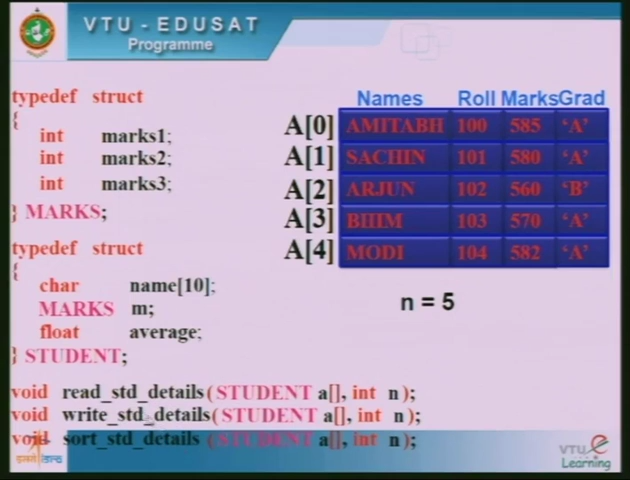 VTU - EDUSAT
Programme
typedef struct
{
int marks1;
int marks2;
int marks3;
} MARKS;
typedef struct
{
char name[10];
MARKS m;
float average;
} STUDENT;
Names Roll Marks Grad
A[0] AMITABH 100 585 ‘A’
A[1] SACHIN 101 580 ‘A’
A[2] ARJUN 102 560 ‘B’
A[3] BHIM 103 570 ‘A’
A[4] MODI 104 582 ‘A’
n = 5
void read_std_details(STUDENT a[], int n);
void write_std_details(STUDENT a[], int n);
void sort_std_details (STUDENT a[], int n);
VTU e
Learning